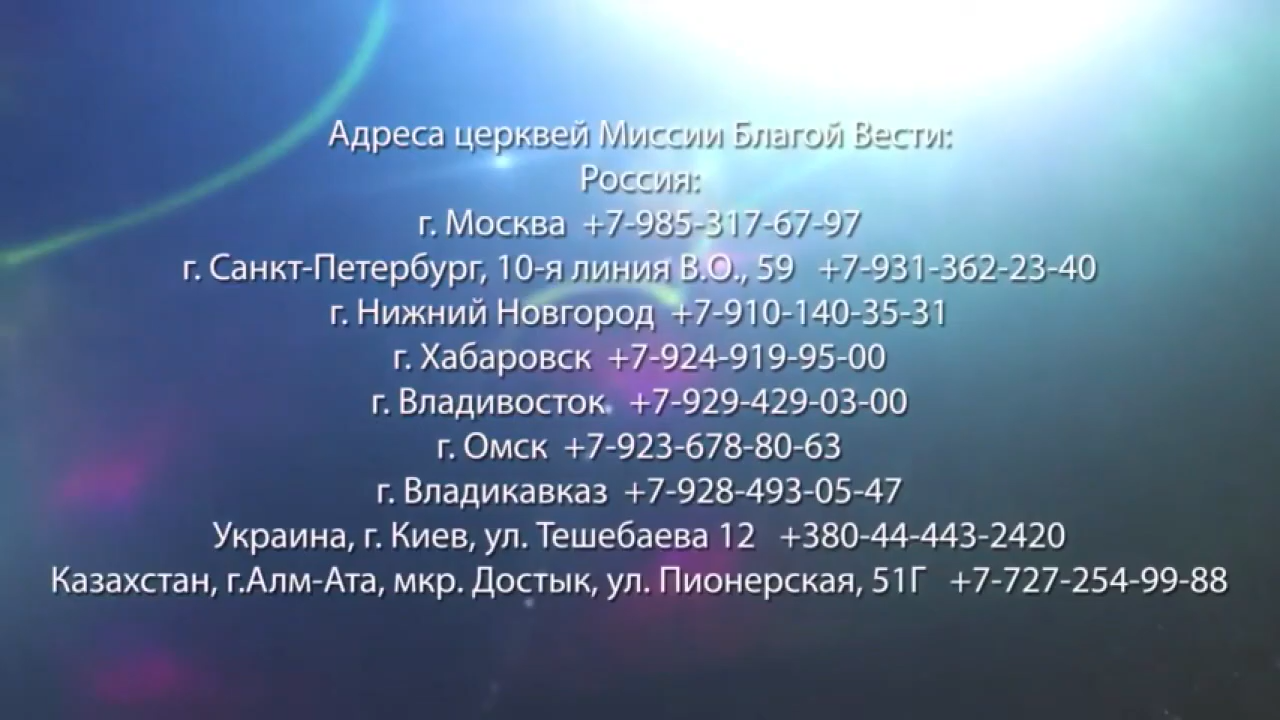 Адреса церквей Миссии Благой Вести:
Россия:
г. Москва +7-985-317-67-97
г. Санкт-Петербург, 10-я линия В.О., 59 +7-931-362-23-40
г. Нижний Новгород +7-910-140-35-31
г. Хабаровск +7-924-919-95-00
г. Владивосток +7-929-429-03-00
г. Омск +7-923-678-80-63
г. Владикавказ +7-928-493-05-47
Украина, г. Киев, ул. Тешебаева 12 +380-44-443-2420
Казахстан, г.Алм-Ата, мкр. Достык, ул. Пионерская, 51Г +7-727-254-99-88